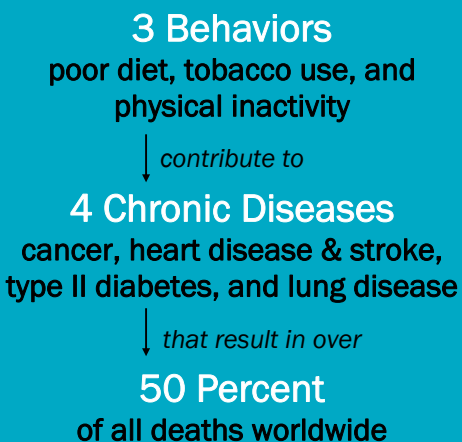 3 Behaviors
poor diet, tobacco use, and
physical inactivity
contribute to
4 Chronic Diseases
cancer, heart disease & stroke,
type II diabetes, and lung disease
that result in over
50 Percent
of all deaths worldwide